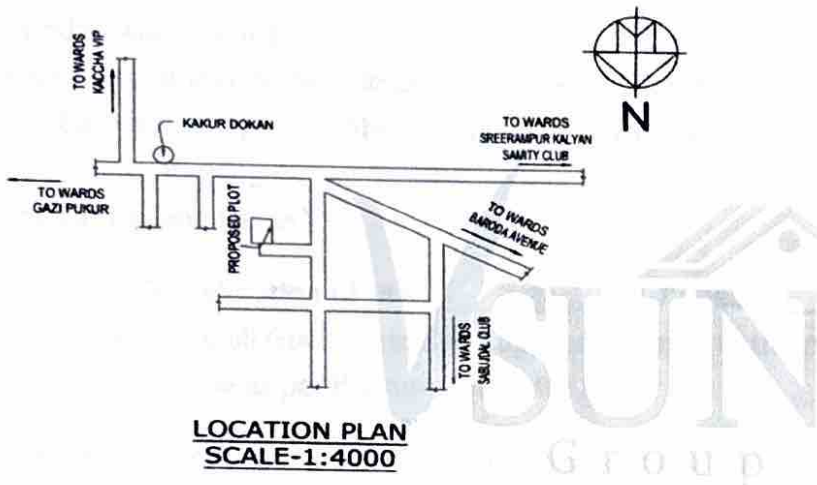 TO WARDS
KACCHA VIP
KAKUR DOKAN
N
TO WARDS
SREERAMPUR KALYAN
SAMITY CLUB
TO WARDS
GAZI PUKUR
PROPOSED PLOT
TO WARDS
BARODA AVENUE
TO WARDS
SABUDAL CLUB
SUN
Group
LOCATION PLAN
SCALE-1:4000